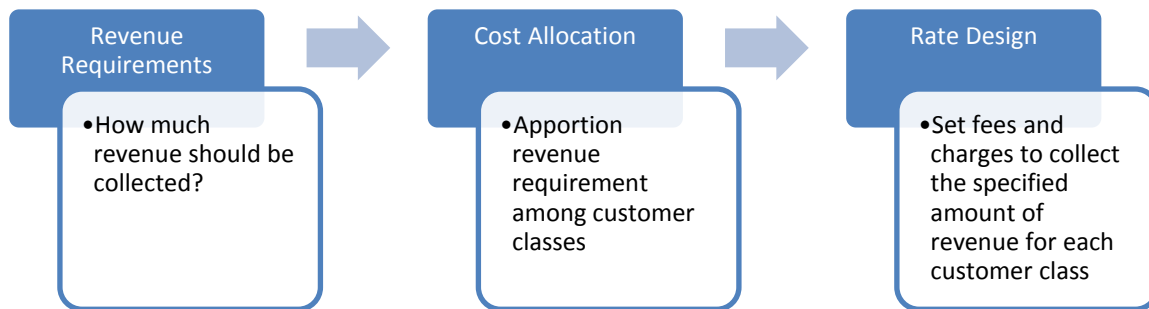 Revenue
Requirements
•How much
revenue should be
collected?
Cost Allocation
•Apportion
revenue
requirement
among customer
classes
Rate Design
•Set fees and
charges to collect
the specified
amount of
revenue for each
customer class